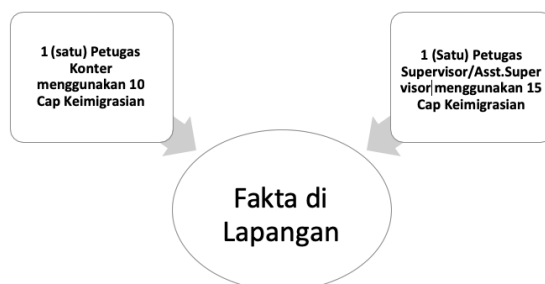 1 (satu) Petugas
Konter
menggunakan 10
Cap Keimigrasian
1 (Satu) Petugas
Supervisor/Asst.Super
visor menggunakan 15
Cap Keimigrasian
Fakta di
Lapangan